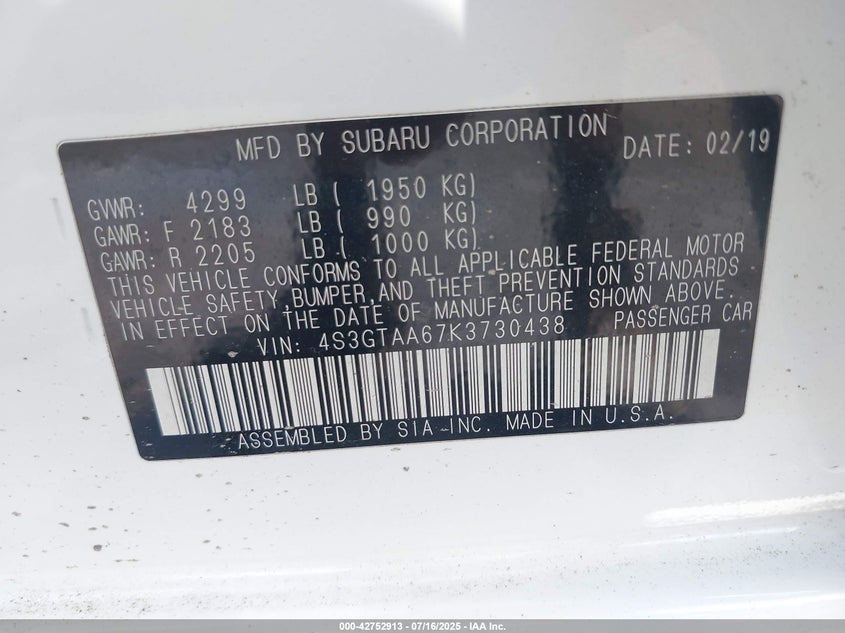 MFD BY SUBARU CORPORATION DATE: 02/19
GVWR: 4299 LB ( 1950 KG)
GAWR: F 2183 LB ( 990 KG)
GAWR: R 2205 LB ( 1000 KG)
THIS VEHICLE CONFORMS TO ALL APPLICABLE FEDERAL MOTOR
VEHICLE SAFETY,BUMPER,AND THEFT PREVENTION STANDARDS
IN EFFECT ON THE DATE OF MANUFACTURE SHOWN ABOVE.
VIN: 4S3GTAA67K3730438 PASSENGER CAR
ASSEMBLED BY SIA INC. MADE IN U.S.A.
000-42752913 - 07/16/2025 - IAA Inc.